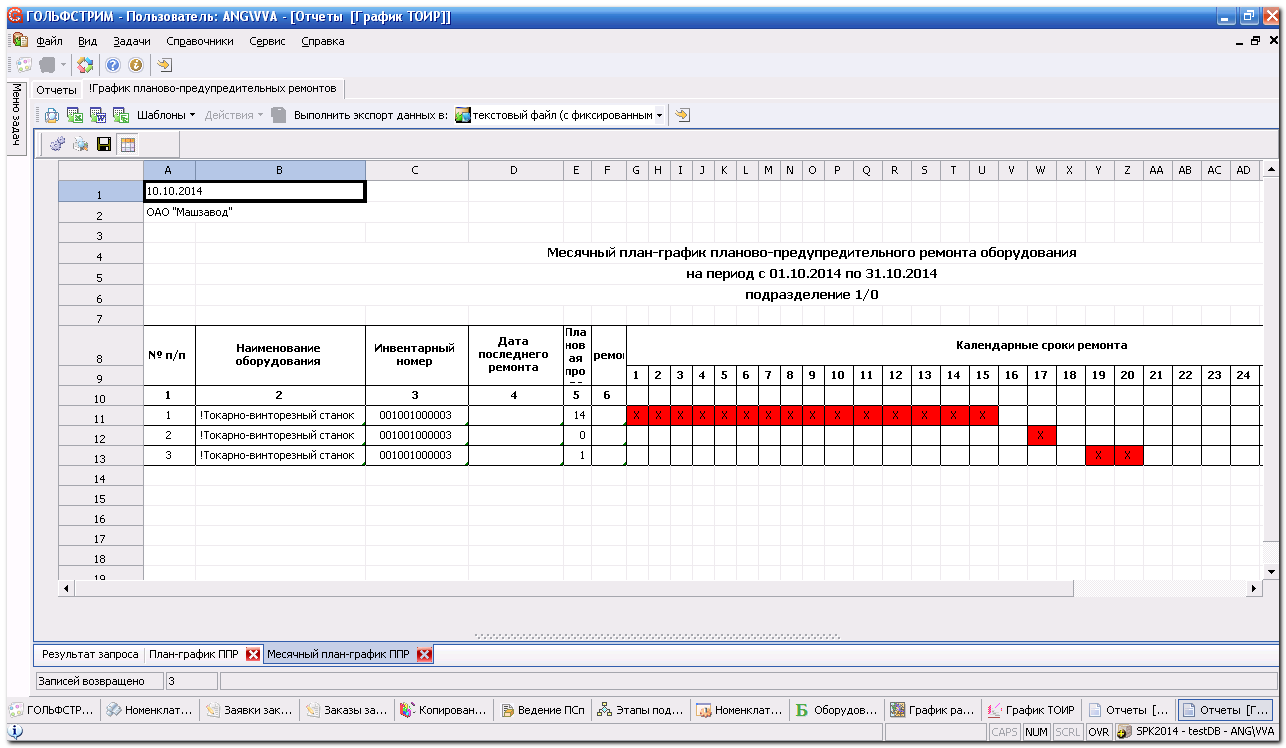 ГОЛЬФСТРИМ - Пользователь: ANG\VVA - [Отчеты [График ТОИР]]
Файл Вид Задачи Справочники Сервис Справка
Меню задач
Отчеты !График планово-предупредительных ремонтов
Шаблоны Действия Выполнить экспорт данных в: текстовый файл (с фиксированным
A B C D E F G H I J K L M N O P Q R S T U V W X Y Z AA AB AC AD
1 10.10.2014
2 ОАО "Машзавод"
3
4 Месячный план-график планово-предупредительного ремонта оборудования
5 на период с 01.10.2014 по 31.10.2014
6 подразделение 1/0
7
8 № п/п Наименование оборудования Инвентарный номер Дата последнего ремонта Пла нов ая про ремо Календарные сроки ремонта
9 1 2 3 4 5 6 7 8 9 10 11 12 13 14 15 16 17 18 19 20 21 22 23 24
10 1 2 3 4 5 6
11 1 !Токарно-винторезный станок 001001000003 14 X X X X X X X X X X X X X X X
12 2 !Токарно-винторезный станок 001001000003 0 X
13 3 !Токарно-винторезный станок 001001000003 1 X X
14
15
16
17
18
19
Результат запроса План-график ППР Месячный план-график ППР
Записей возвращено 3
ГОЛЬФСТР... Номенклат... Заявки зак... Заказы за... Копирован... Ведение ПСп Этапы под... Номенклат... Оборудов... График ра... График ТОИР Отчеты [... Отчеты [Г...
CAPS NUM SCRL OVR SPK2014 - testDB - ANG\VVA